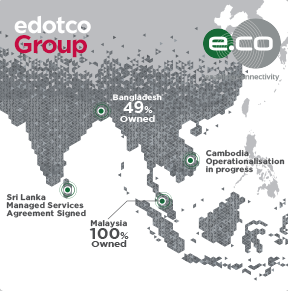 edotco
Group
e.co
nnectivity
Bangladesh
49%
Owned
Cambodia
Operationalisation
in progress
Sri Lanka
Managed Services
Agreement Signed
Malaysia
100%
Owned